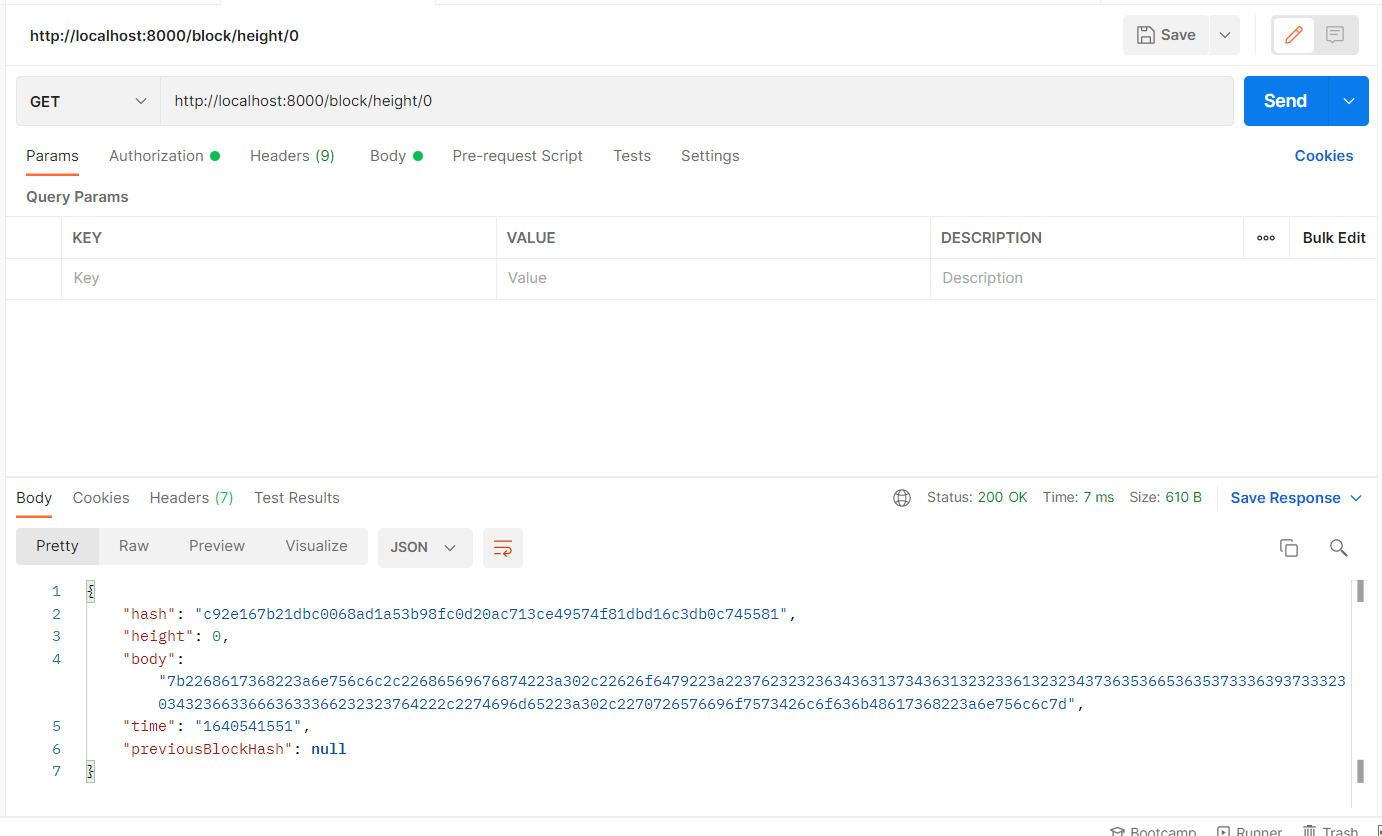 http://localhost:8000/block/height/0
Save
GET
http://localhost:8000/block/height/0
Send
Params Authorization Headers (9) Body Pre-request Script Tests Settings Cookies
Query Params
KEY VALUE DESCRIPTION ooo Bulk Edit
Key Value Description
Body Cookies Headers (7) Test Results Status: 200 OK Time: 7 ms Size: 610 B Save Response
Pretty Raw Preview Visualize JSON
1 {
2 "hash": "c92e167b21dbc0068ad1a53b98fc0d20ac713ce49574f81dbd16c3db0c745581",
3 "height": 0,
4 "body":
"7b2268617368223a6e756c6c2c22686569676874223a302c22626f6479223a22376232323634363137343631323233613232343736353665363537333639373332
3034323663366636333662323237643222c2274696d65223a302c2270726576696f7573426c6f636b48617368223a6e756c6c7d",
5 "time": "1640541551",
6 "previousBlockHash": null
7 }
Bootcamp Runner Trash